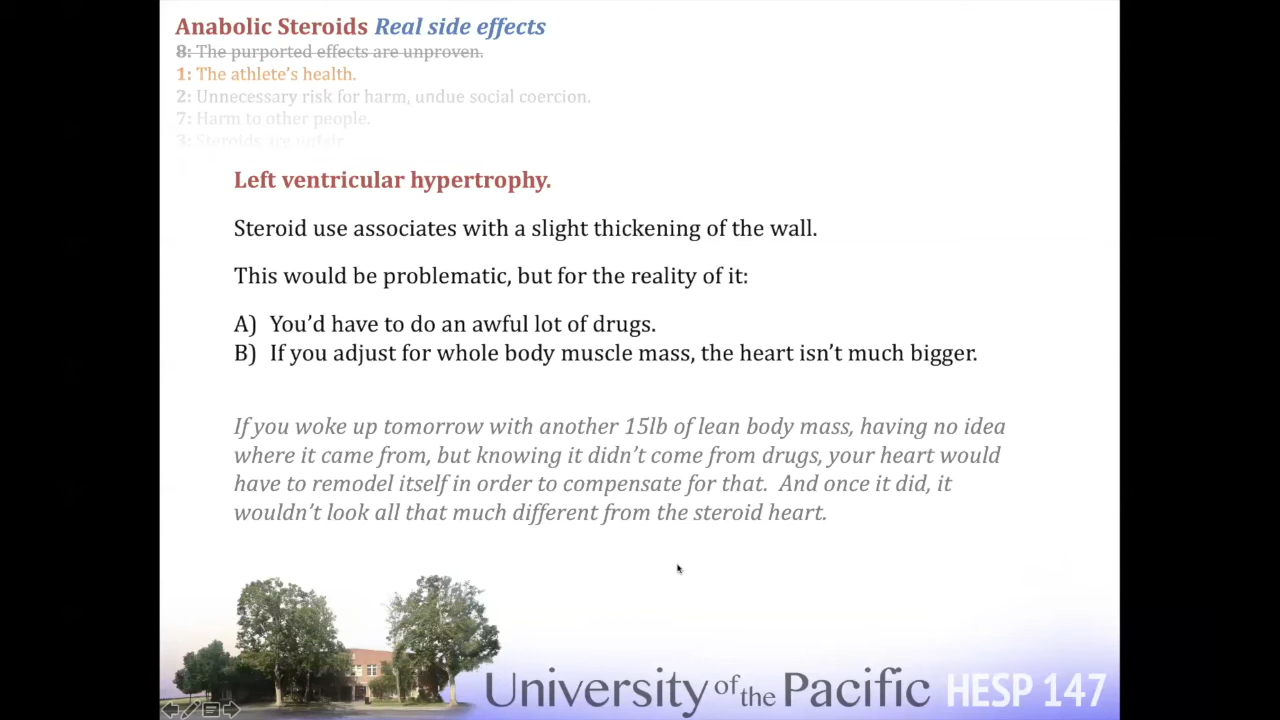 Anabolic Steroids Real side effects
8: The purported effects are unproven.
1: The athlete's health.
2: Unnecessary risk for harm, undue social coercion.
7: Harm to other people.
3: Steroids are unfair
Left ventricular hypertrophy.
Steroid use associates with a slight thickening of the wall.
This would be problematic, but for the reality of it:
A) You'd have to do an awful lot of drugs.
B) If you adjust for whole body muscle mass, the heart isn't much bigger.
If you woke up tomorrow with another 15lb of lean body mass, having no idea
where it came from, but knowing it didn't come from drugs, your heart would
have to remodel itself in order to compensate for that. And once it did, it
wouldn't look all that much different from the steroid heart.
University of the Pacific HESP 147